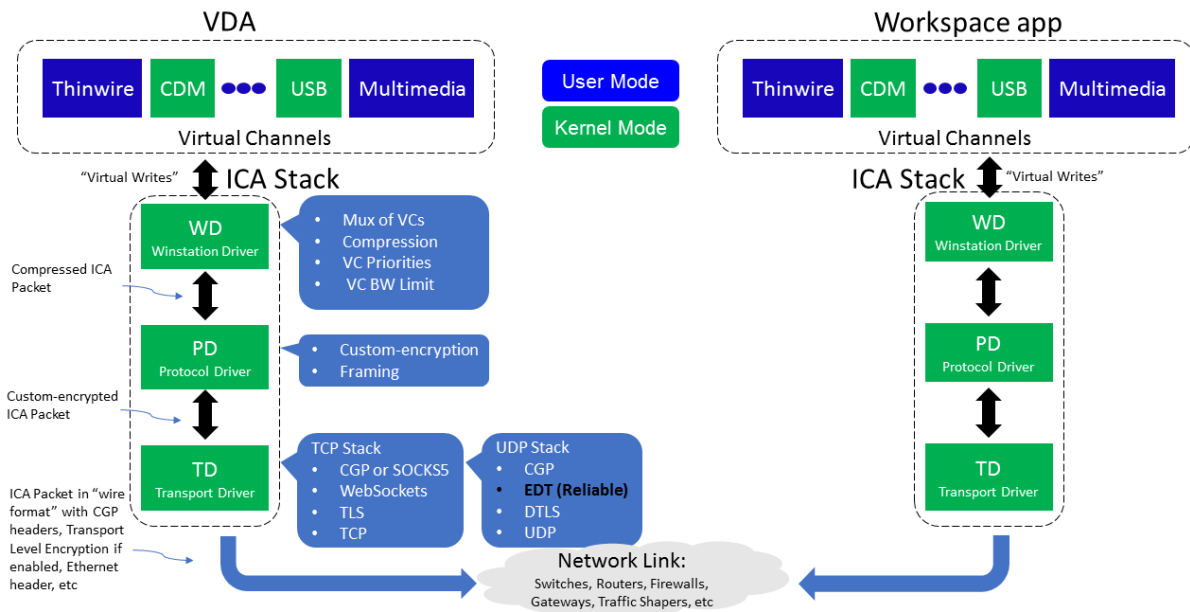 VDA
Thinwire
CDM
USB
Multimedia
Virtual Channels
User Mode
Kernel Mode
Workspace app
Thinwire
CDM
USB
Multimedia
Virtual Channels
“Virtual Writes”
ICA Stack
WD
Winstation Driver
• Mux of VCs
• Compression
• VC Priorities
• VC BW Limit
Compressed ICA
Packet
PD
Protocol Driver
• Custom-encryption
• Framing
Custom-encrypted
ICA Packet
TD
Transport Driver
TCP Stack
• CGP or SOCKS5
• WebSockets
• TLS
• TCP
UDP Stack
• CGP
• EDT (Reliable)
• DTLS
• UDP
ICA Packet in “wire
format” with CGP
headers, Transport
Level Encryption if
enabled, Ethernet
header, etc
Network Link:
Switches, Routers, Firewalls,
Gateways, Traffic Shapers, etc
ICA Stack
“Virtual Writes”
WD
Winstation Driver
PD
Protocol Driver
TD
Transport Driver